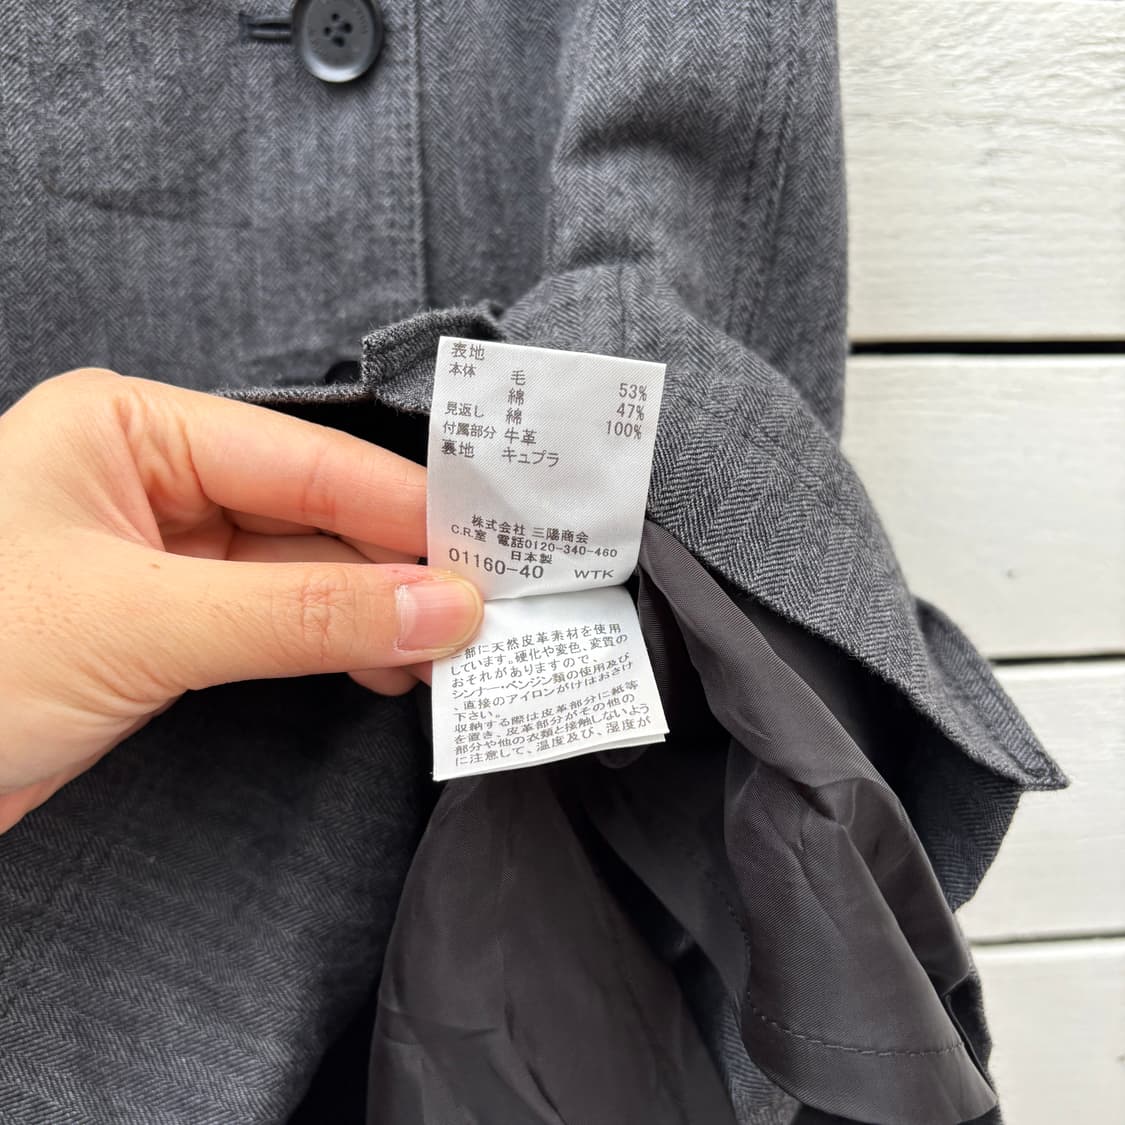 表地
本体 毛 53%
綿 47%
見返し 綿 100%
付属部分 牛革
裏地 キュプラ
株式会社 三陽商会
C.R.室 電話0120-340-460
日本製
01160-40 WTK
部に天然皮革素材を使用
しています。硬化や変色、変質の
おそれがありますので、
シンナー・ベンジン類の使用及び
、直接のアイロンがけはおさけ
下さい。
収納する際は皮革部分に紙等
を置き、皮革部分がその他の
部分や他の衣類と接触しないよう
に注意して、温度及び、湿度が